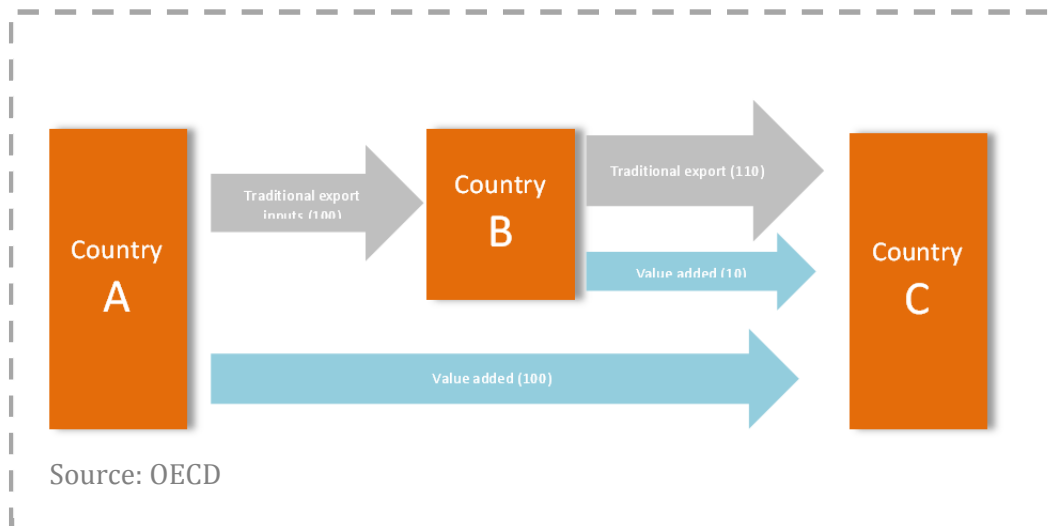 Country
A
Traditional export
inputs (100)
Country
B
Traditional export (110)
Value added (10)
Value added (100)
Country
C
Source: OECD